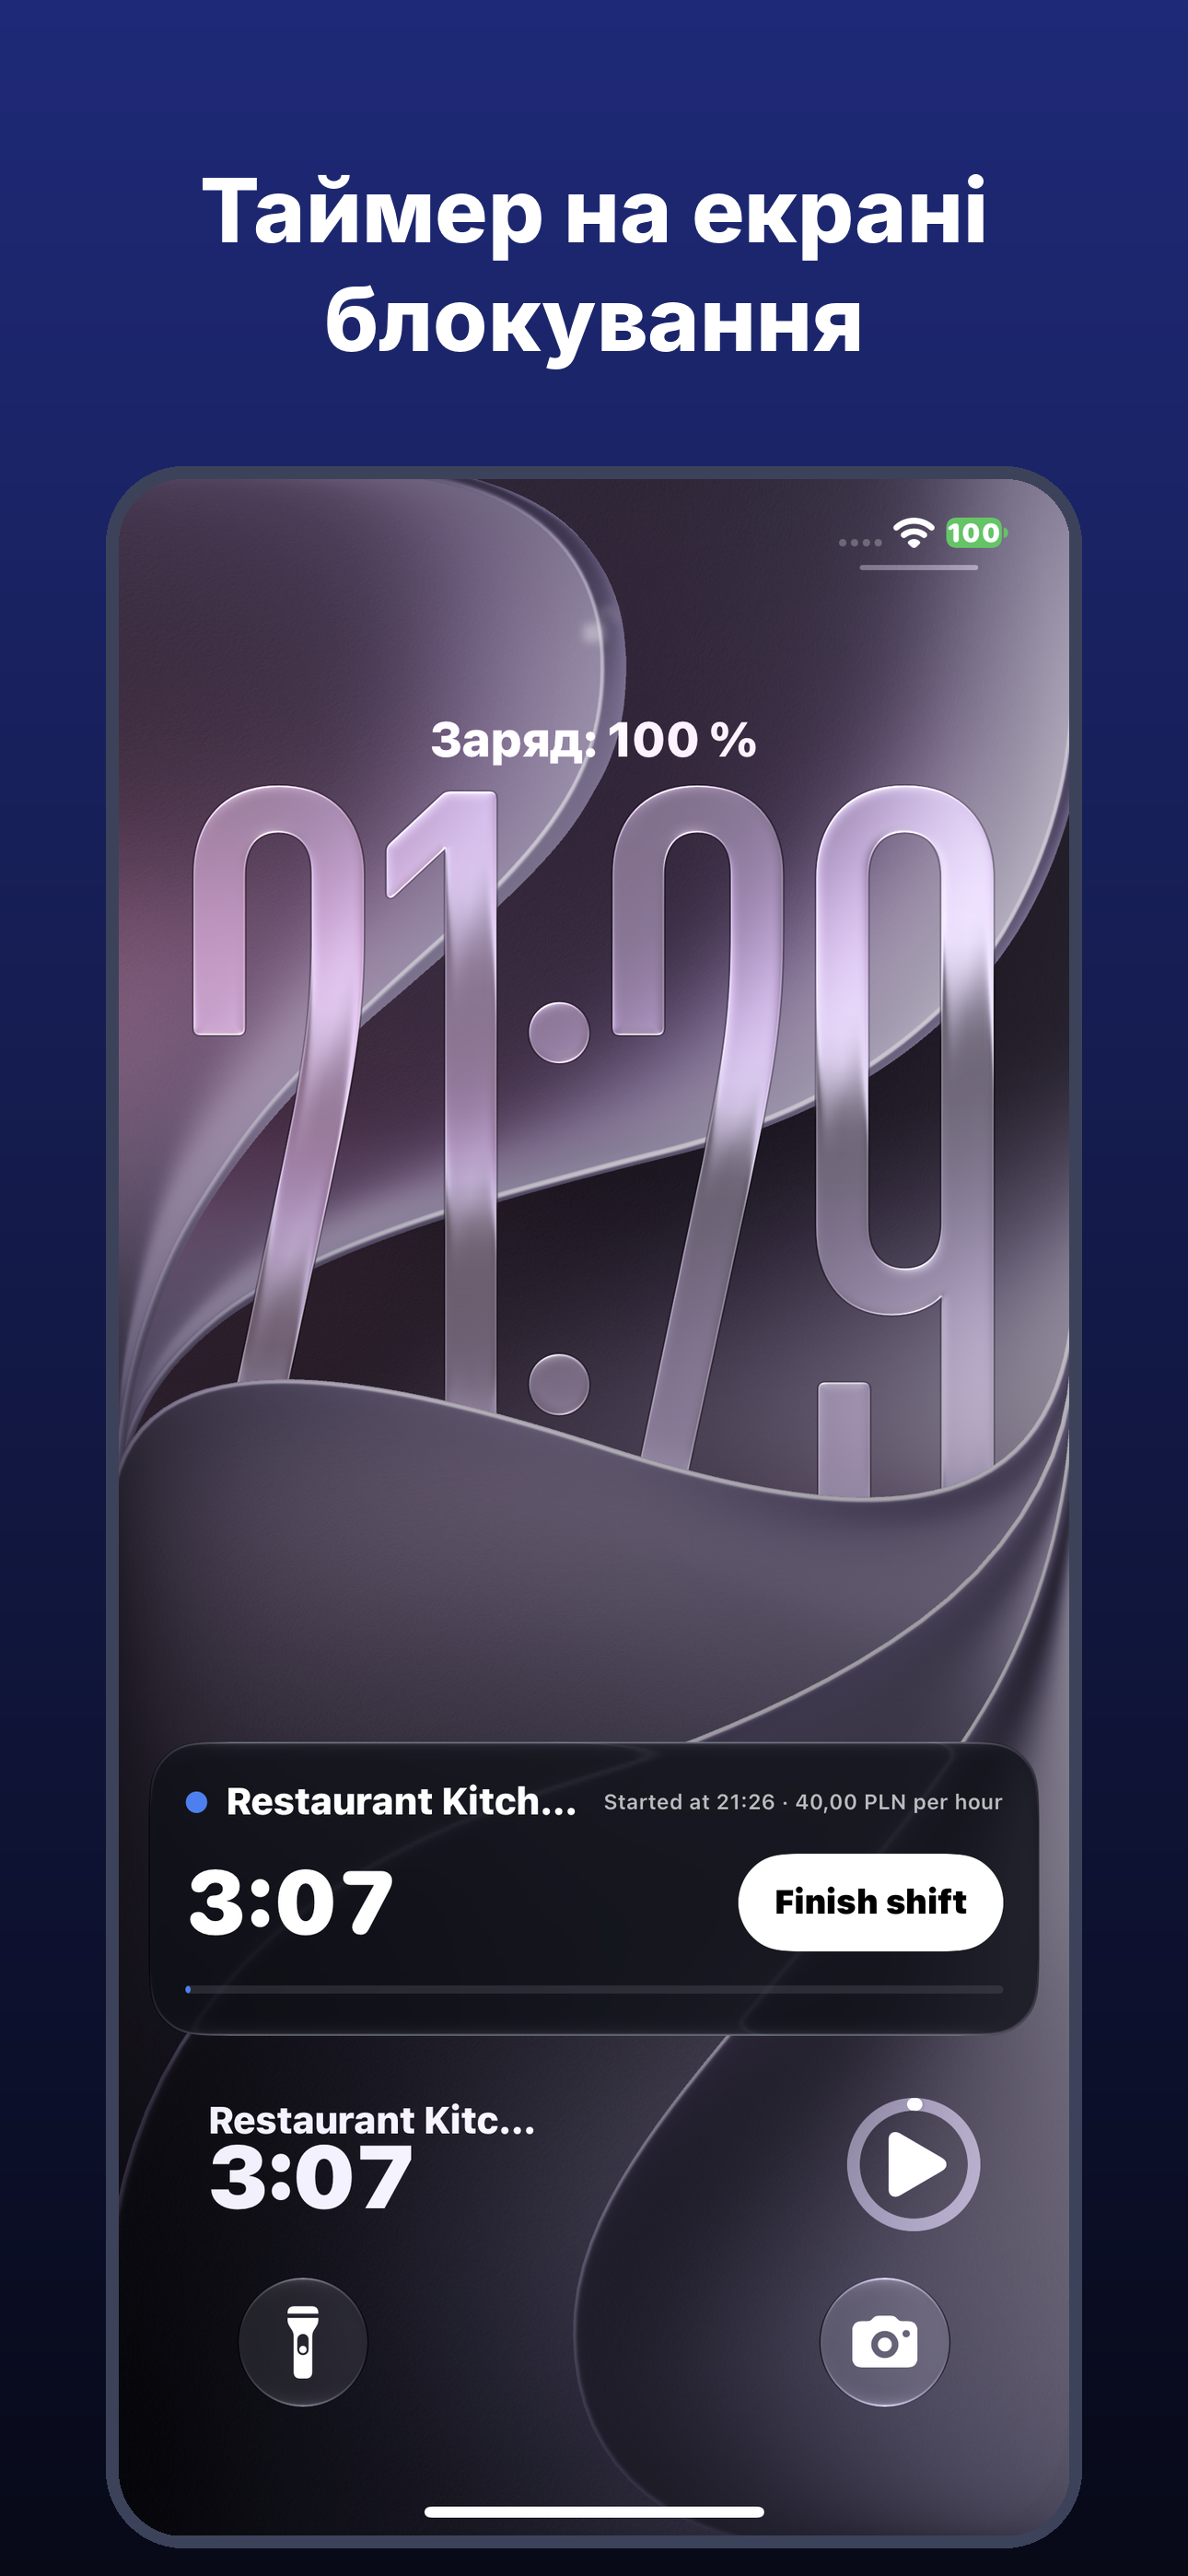 Таймер на екрані
блокування
100
Заряд: 100 %
21:29
Restaurant Kitch...
Started at 21:26 · 40,00 PLN per hour
3:07
Finish shift
Restaurant Kitc...
3:07